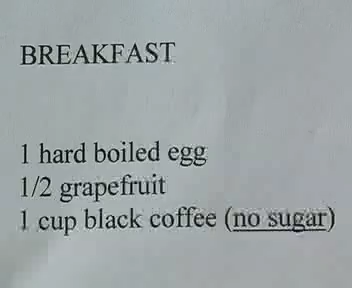 BREAKFAST
1 hard boiled egg
1/2 grapefruit
1 cup black coffee (no sugar)